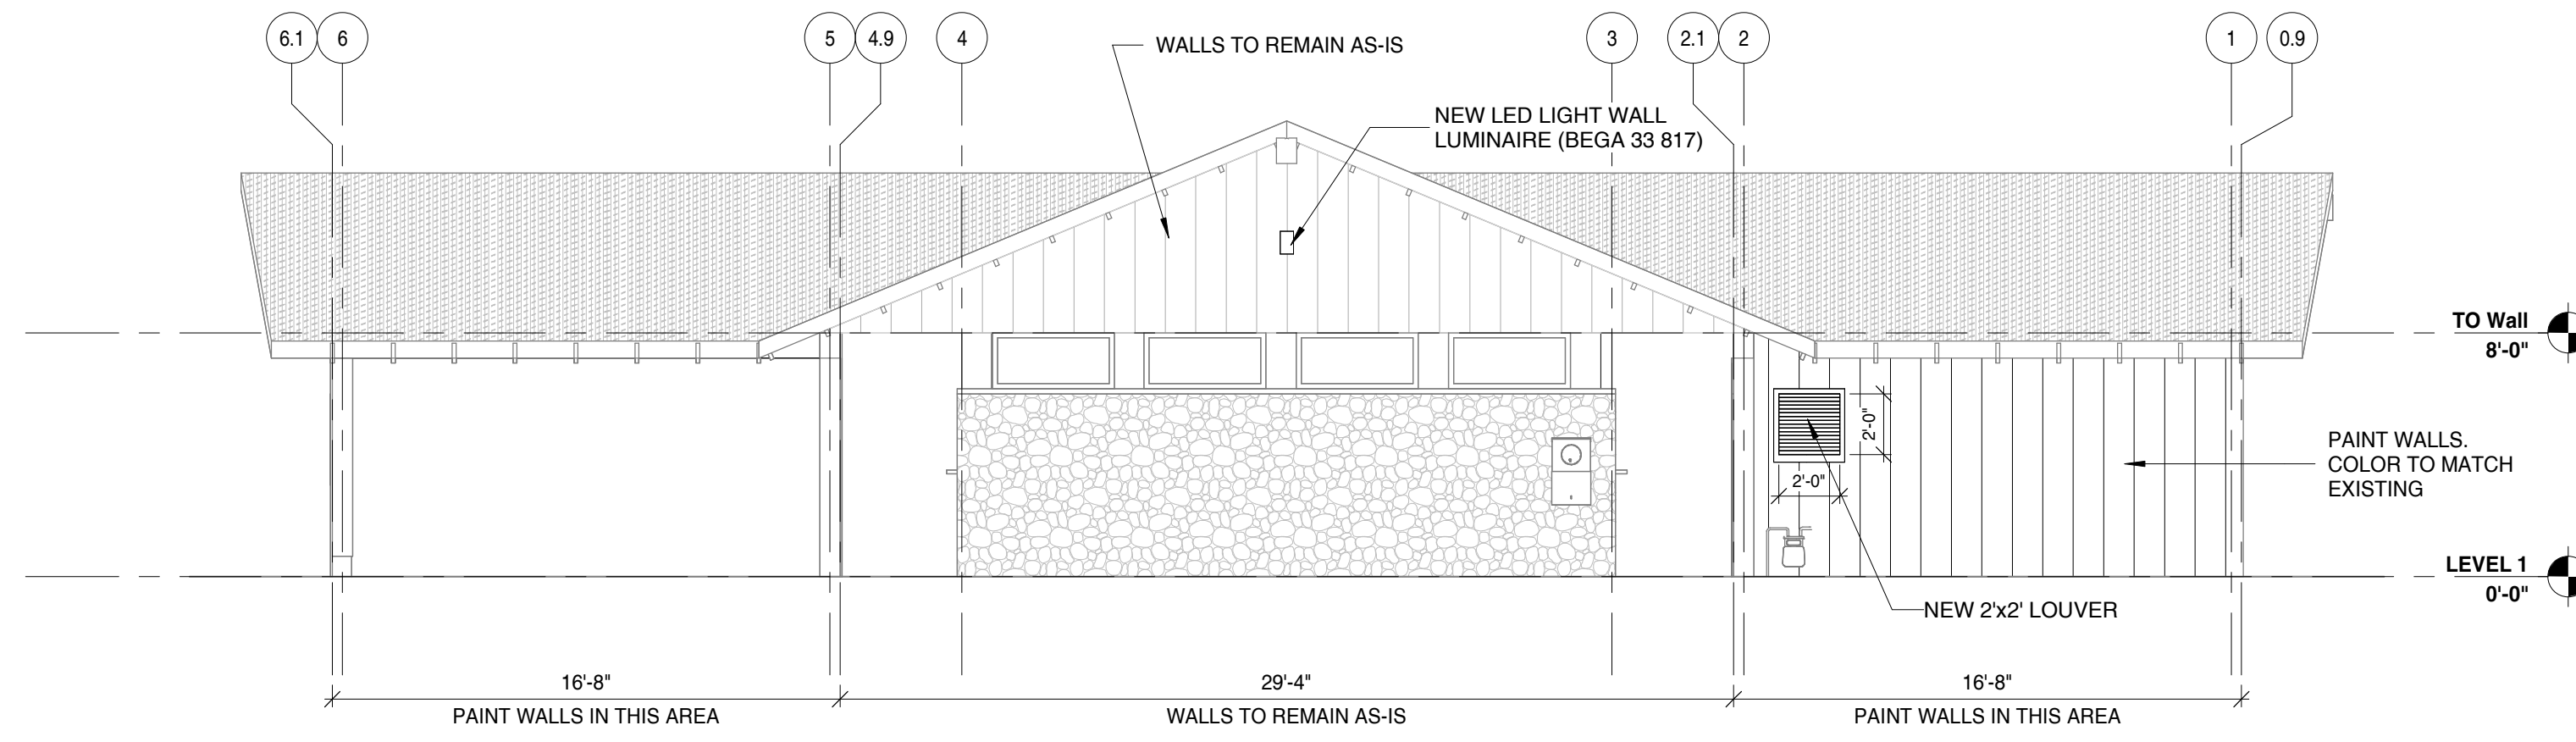 6.1
6
5
4.9
4
3
2.1
2
1
0.9
WALLS TO REMAIN AS-IS
NEW LED LIGHT WALL
LUMINAIRE (BEGA 33 817)
TO Wall
8'-0"
2'-0"
2'-0"
PAINT WALLS.
COLOR TO MATCH
EXISTING
LEVEL 1
0'-0"
NEW 2'x2' LOUVER
16'-8"
29'-4"
16'-8"
PAINT WALLS IN THIS AREA
WALLS TO REMAIN AS-IS
PAINT WALLS IN THIS AREA